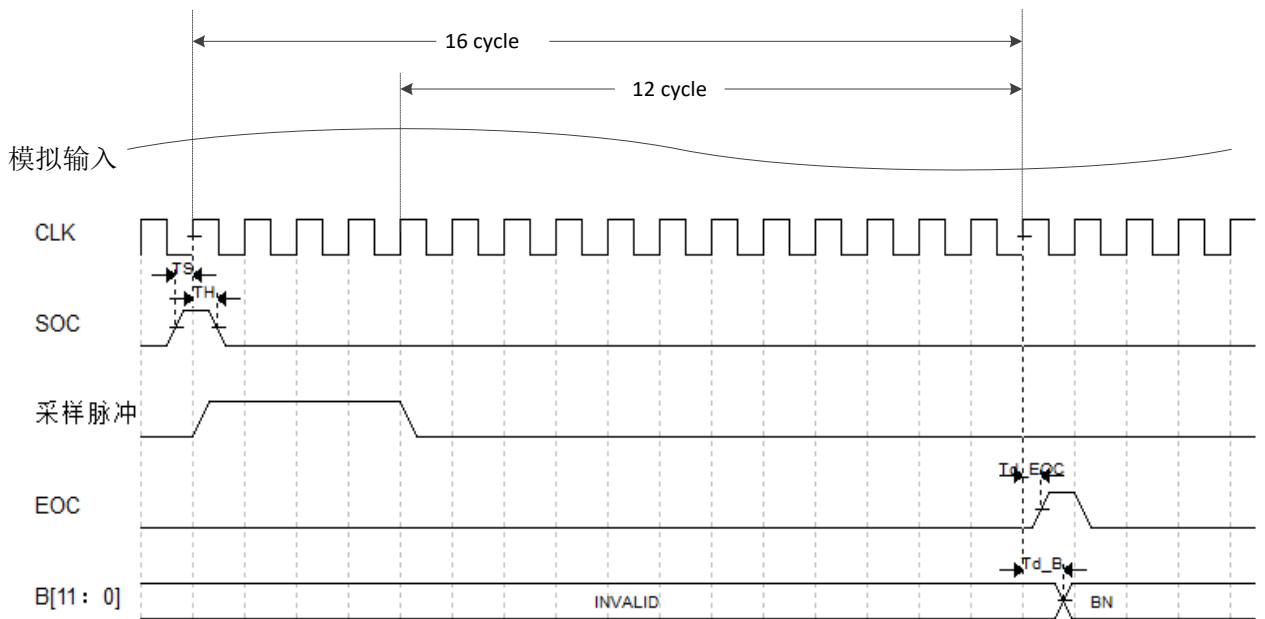 16 cycle
12 cycle
模拟输入
CLK
TS
TH
SOC
采样脉冲
Td_EOC
EOC
Td_B
B[11：0]
INVALID
BN